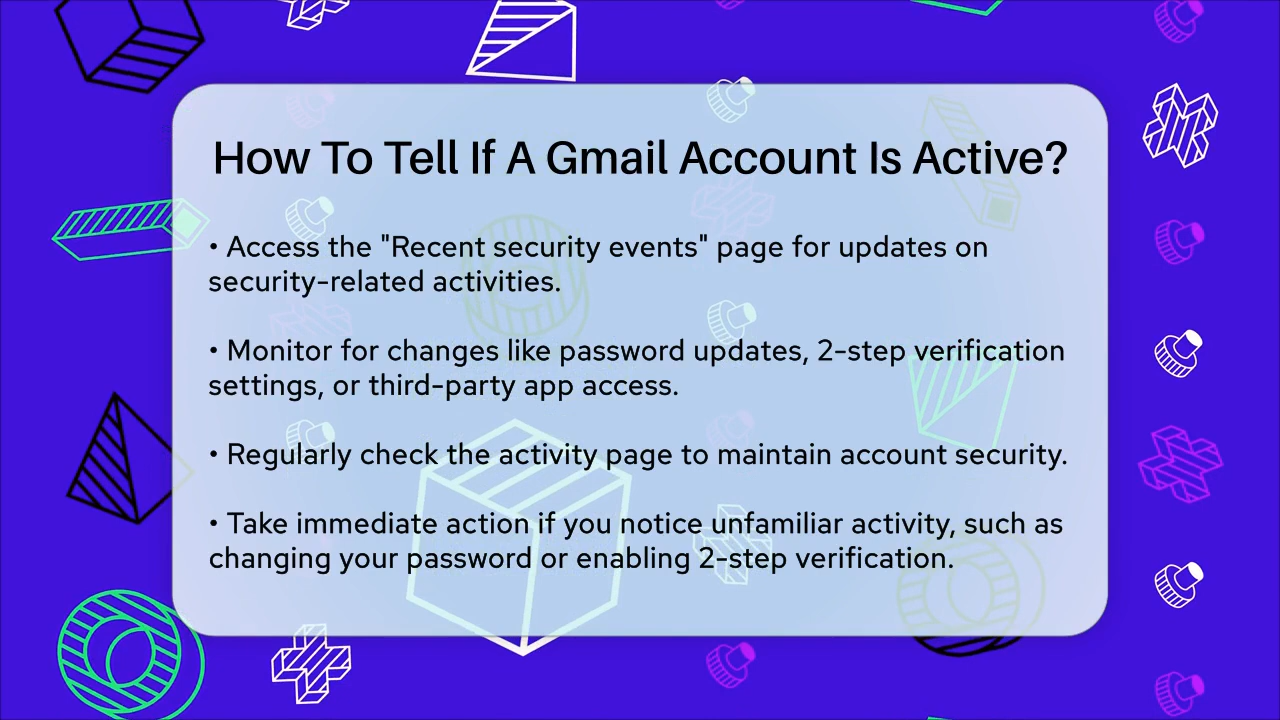 How To Tell If A Gmail Account Is Active?
• Access the "Recent security events" page for updates on
security-related activities.
• Monitor for changes like password updates, 2-step verification
settings, or third-party app access.
• Regularly check the activity page to maintain account security.
• Take immediate action if you notice unfamiliar activity, such as
changing your password or enabling 2-step verification.